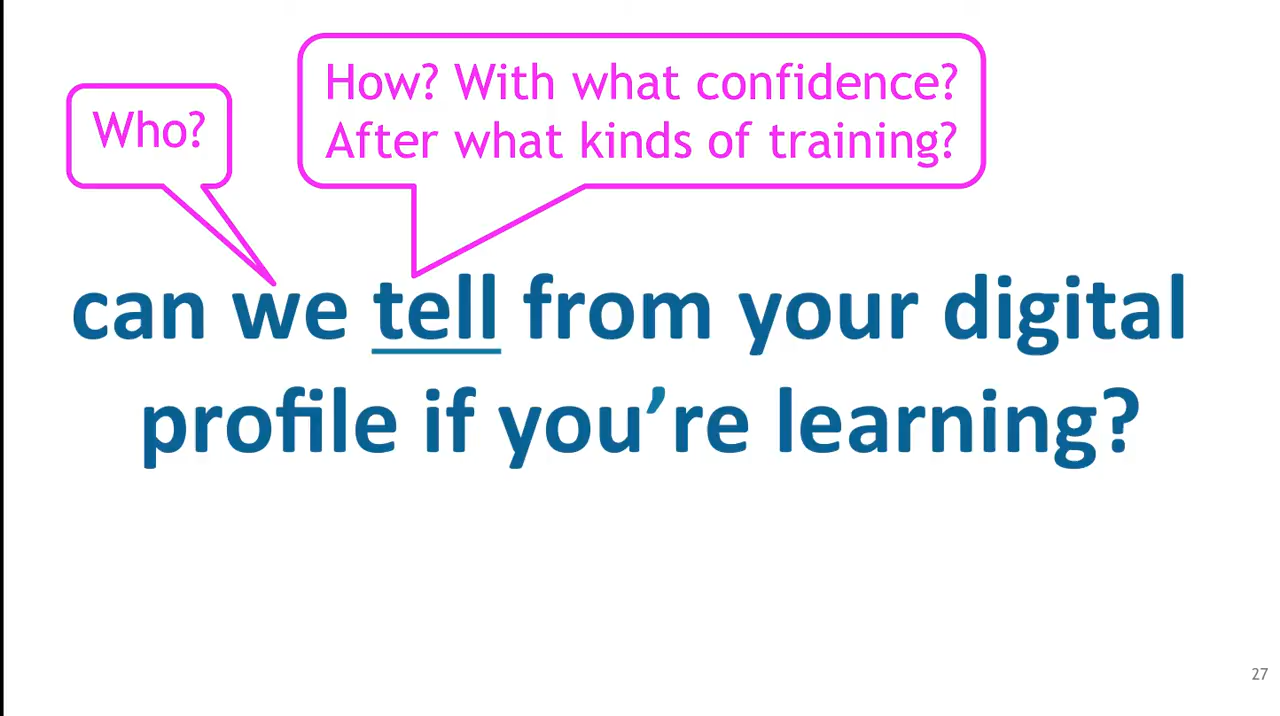 Who?
How? With what confidence?
After what kinds of training?
can we tell from your digital
profile if you’re learning?
27